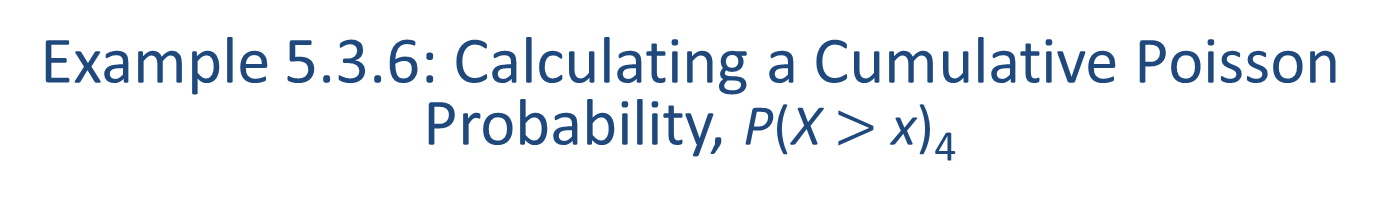 Example 5.3.6: Calculating a Cumulative Poisson
Probability, P(X > x)₄